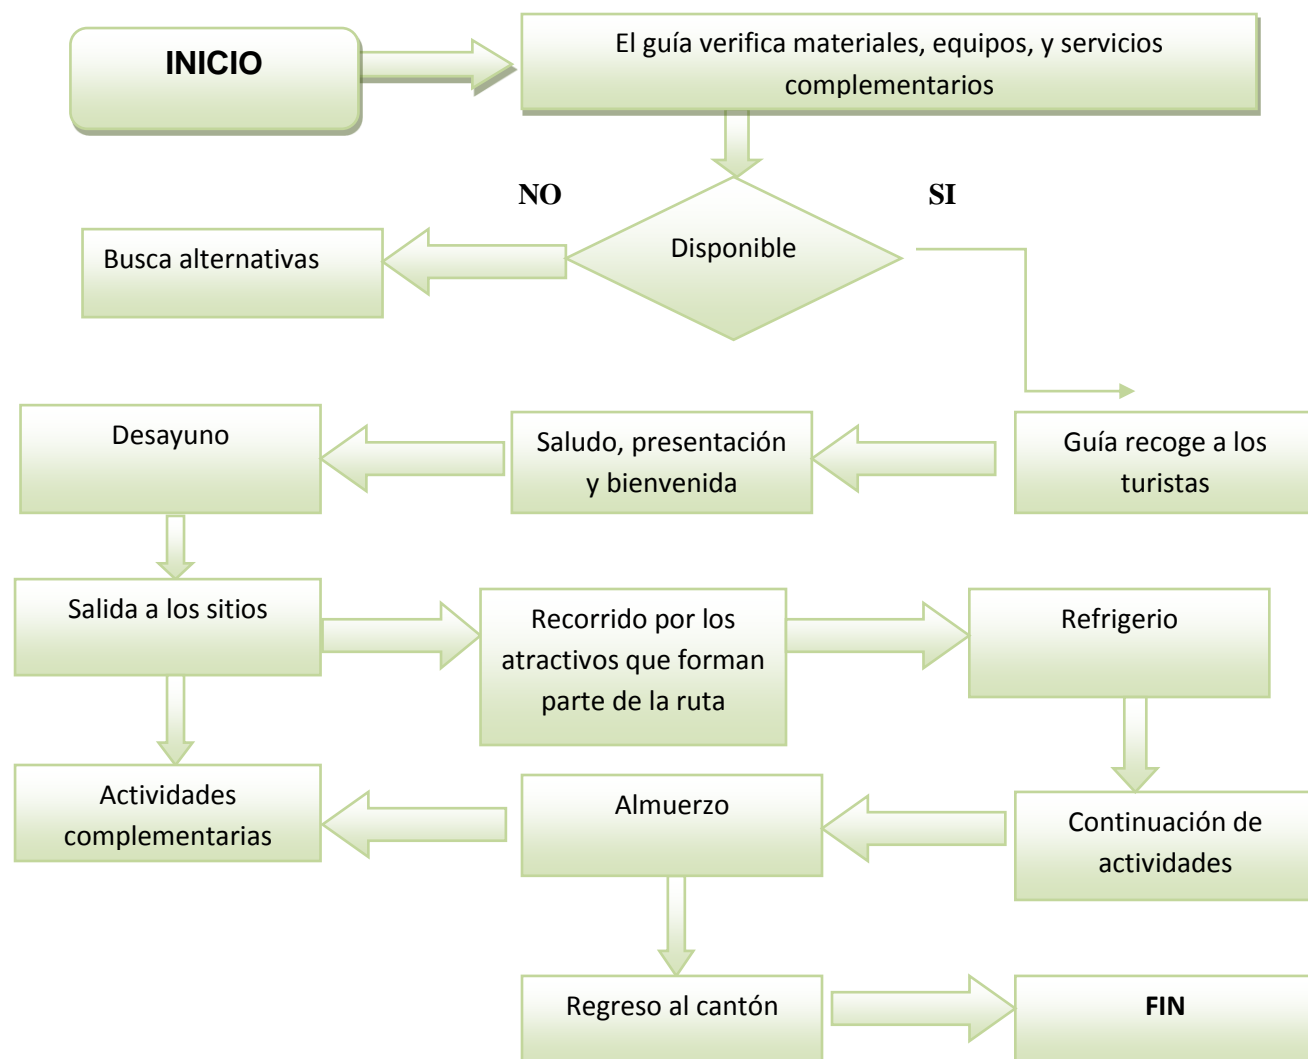 INICIO
El guía verifica materiales, equipos, y servicios
complementarios
NO
SI
Disponible
Busca alternativas
Desayuno
Saludo, presentación
y bienvenida
Guía recoge a los
turistas
Salida a los sitios
Recorrido por los
atractivos que forman
parte de la ruta
Refrigerio
Actividades
complementarias
Almuerzo
Continuación de
actividades
Regreso al cantón
FIN